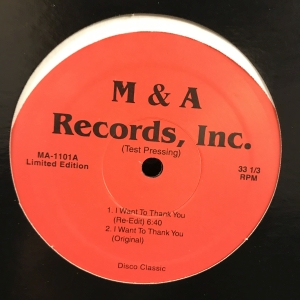 M & A
Records, Inc.
(Test Pressing)
MA-1101A
Limited Edition
33 1/3
RPM
1. I Want To Thank You
(Re-Edit) 6:40
2. I Want To Thank You
(Original)
Disco Classic